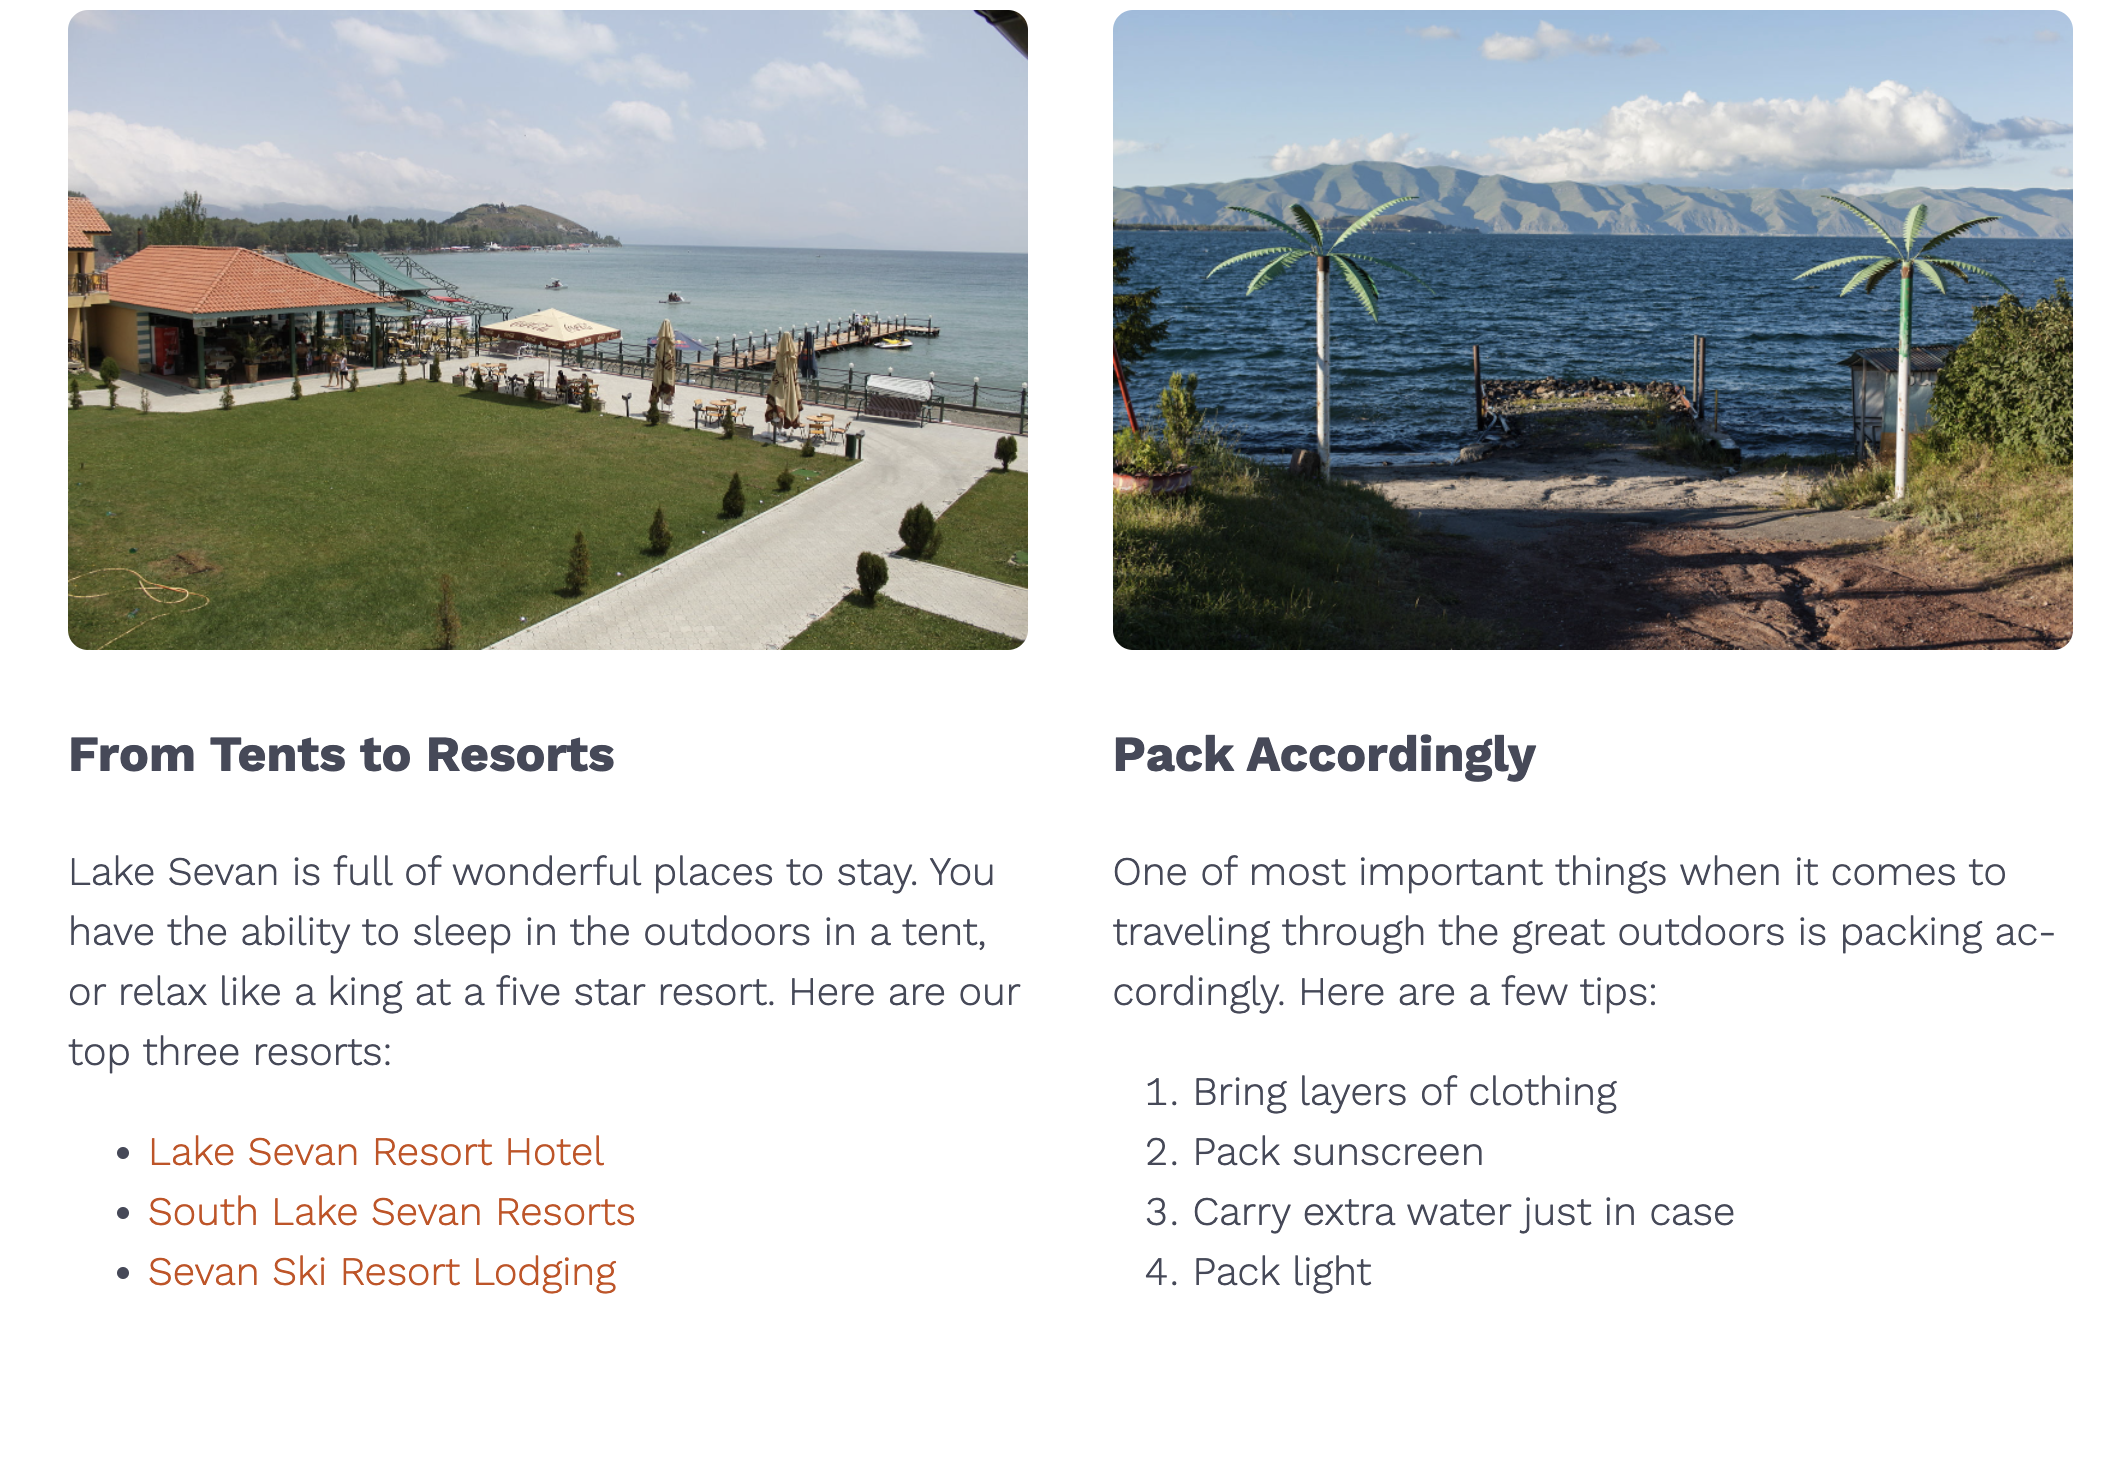 From Tents to Resorts
Lake Sevan is full of wonderful places to stay. You
have the ability to sleep in the outdoors in a tent,
or relax like a king at a five star resort. Here are our
top three resorts:
• Lake Sevan Resort Hotel
• South Lake Sevan Resorts
• Sevan Ski Resort Lodging
Pack Accordingly
One of most important things when it comes to
traveling through the great outdoors is packing ac-
cordingly. Here are a few tips:
1. Bring layers of clothing
2. Pack sunscreen
3. Carry extra water just in case
4. Pack light